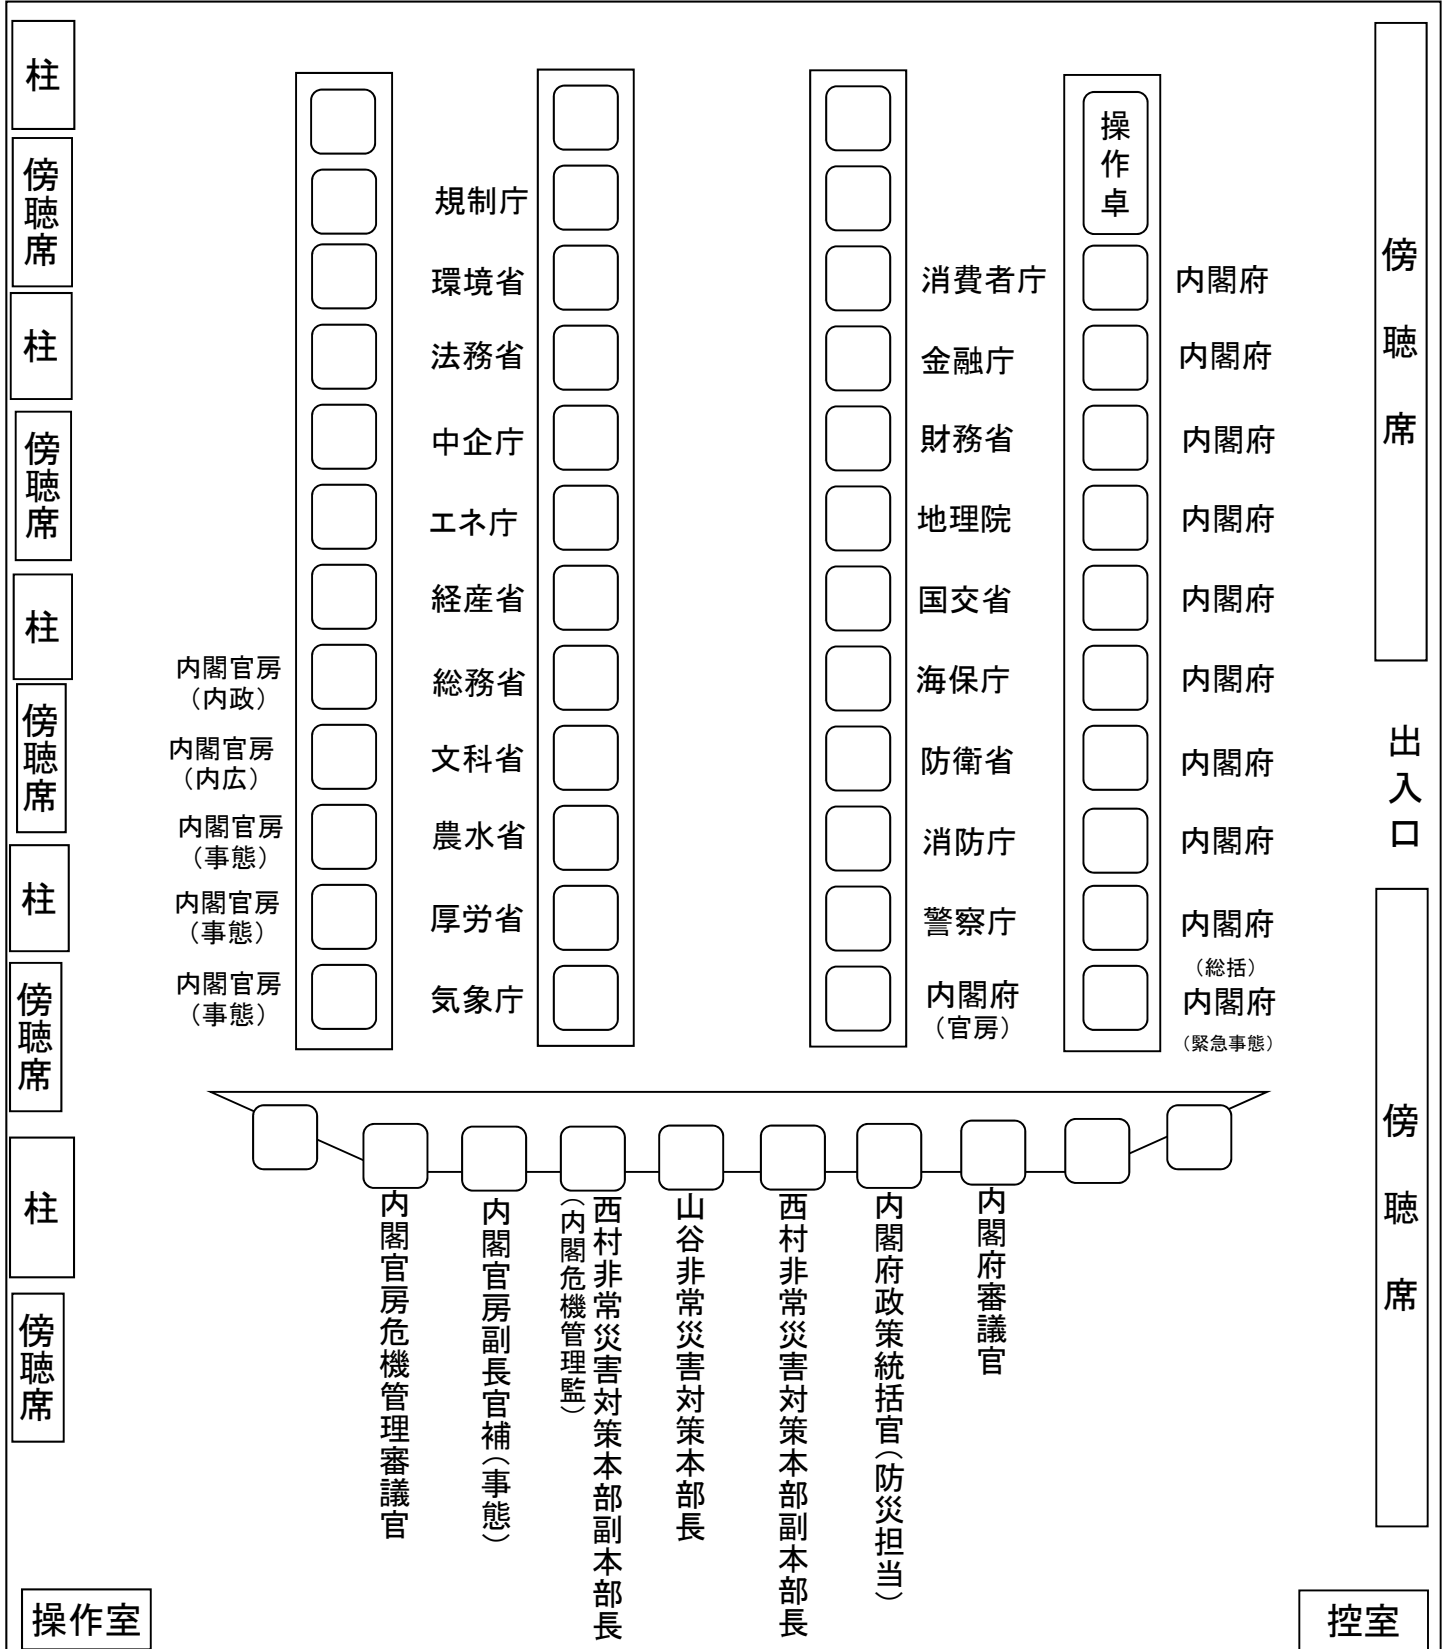 柱
傍聴席
柱
傍聴席
柱
傍聴席
柱
傍聴席
柱
傍聴席
操作室
内閣官房
（内政）
内閣官房
（内広）
内閣官房
（事態）
内閣官房
（事態）
内閣官房
（事態）
規制庁
環境省
法務省
中企庁
エネ庁
経産省
総務省
文科省
農水省
厚労省
気象庁
消費者庁
金融庁
財務省
地理院
国交省
海保庁
防衛省
消防庁
警察庁
内閣府
（官房）
操作卓
内閣府
内閣府
内閣府
内閣府
内閣府
内閣府
内閣府
内閣府
内閣府
（総括）
内閣府
（緊急事態）
傍聴席
出入口
傍聴席
内閣官房危機管理審議官
内閣官房副長官補（事態）
西村非常災害対策本部副本部長
（内閣危機管理監）
山谷非常災害対策本部長
西村非常災害対策本部副本部長
内閣府政策統括官（防災担当）
内閣府審議官
控室